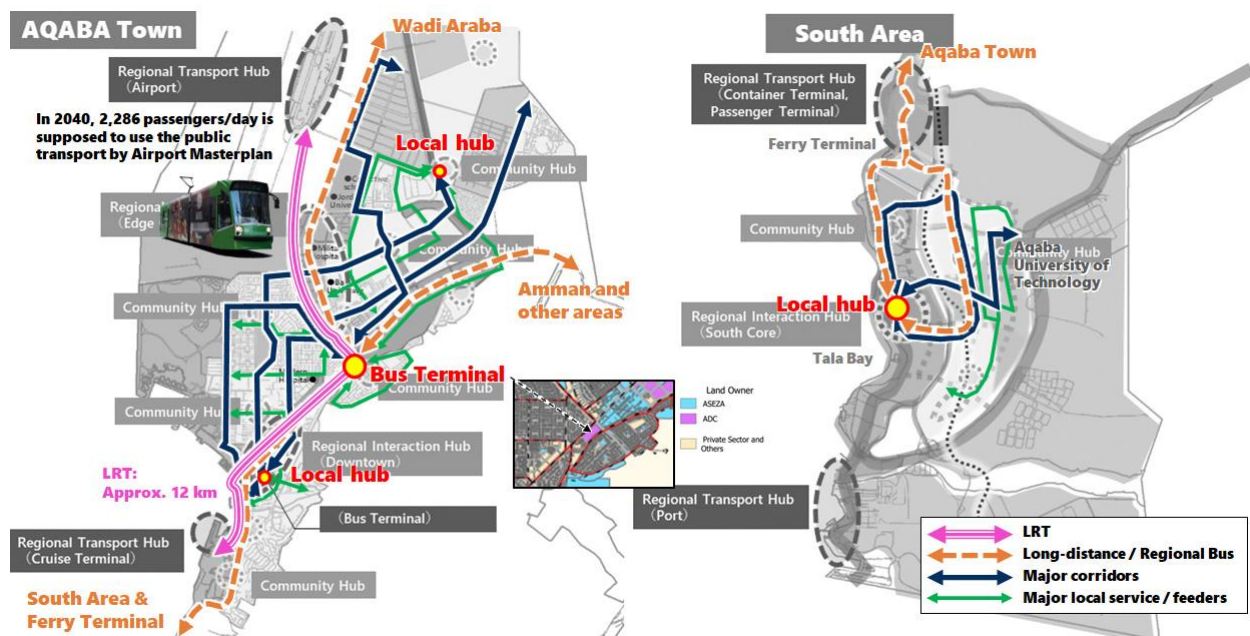 AQABA Town
Wadi Araba
Regional Transport Hub
(Airport)
In 2040, 2,286 passengers/day is
supposed to use the public
transport by Airport Masterplan
Local hub
Community Hub
Regiona
(Edge
Community Hub
Community Hub
Amman and
other areas
Bus Terminal
Community Hub
Community Hub
Regional Interaction Hub
(Downtown)
Local hub
LRT:
Approx. 12 km
(Bus Terminal)
Regional Transport Hub
(Cruise Terminal)
Community Hub
South Area &
Ferry Terminal
Land Owner
ASEZA
ADC
Private Sector and
Others
South Area
Aqaba Town
Regional Transport Hub
(Container Terminal,
Passenger Terminal)
Ferry Terminal
Community Hub
Community Hub
Aqaba
University of
Technology
Local hub
Regional Interaction Hub
(South Core)
Tala Bay
Regional Transport Hub
(Port)
LRT
Long-distance / Regional Bus
Major corridors
Major local service / feeders